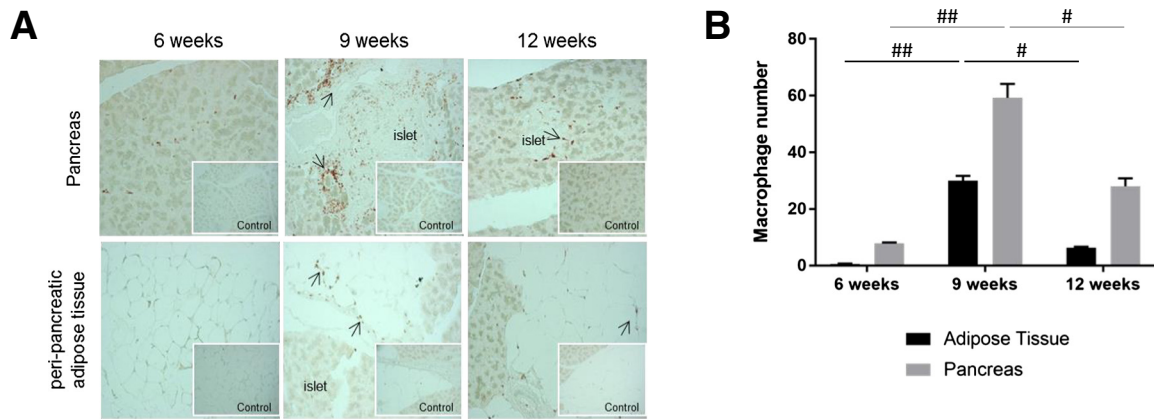 A
6 weeks
9 weeks
12 weeks
Pancreas
islet
islet
Control
Control
Control
peri-pancreatic
adipose tissue
islet
Control
Control
Control
B
##
#
##
#
Macrophage number
80
60
40
20
0
6 weeks
9 weeks
12 weeks
Adipose Tissue
Pancreas